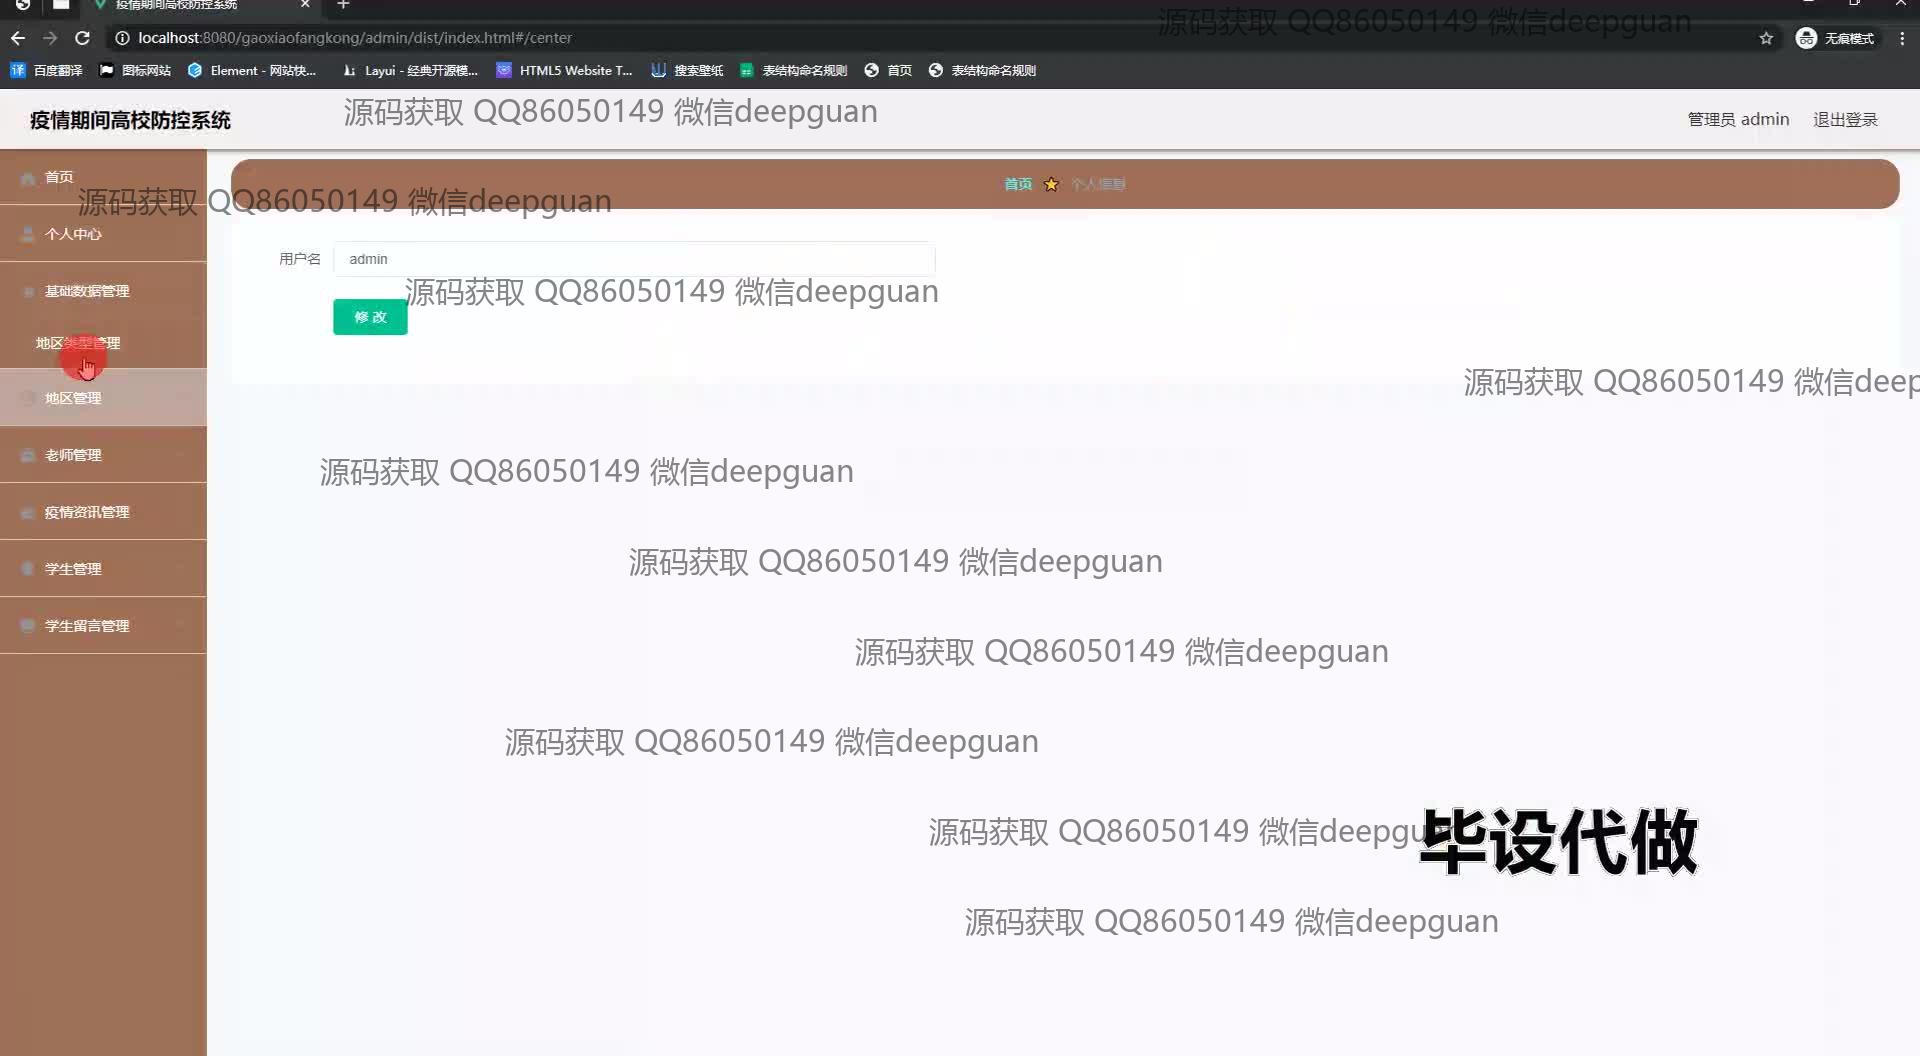 疫情期间高校防控系统
源码获取 QQ86050149 微信deepguan
localhost:8080/gaoxiaofangkong/admin/dist/index.html#/center
无痕模式
百度翻译
图标网站
Element - 网站快...
Layui - 经典开源模...
HTML5 Website T...
搜索壁纸
表结构命名规则
首页
表结构命名规则
疫情期间高校防控系统
源码获取 QQ86050149 微信deepguan
管理员 admin
退出登录
首页
首页
个人信息
源码获取 QQ86050149 微信deepguan
个人中心
用户名
admin
基础数据管理
源码获取 QQ86050149 微信deepguan
修 改
地区类型管理
源码获取 QQ86050149 微信deep
地区管理
老师管理
源码获取 QQ86050149 微信deepguan
疫情资讯管理
学生管理
源码获取 QQ86050149 微信deepguan
学生留言管理
源码获取 QQ86050149 微信deepguan
源码获取 QQ86050149 微信deepguan
源码获取 QQ86050149 微信deepguan
毕设代做
源码获取 QQ86050149 微信deepguan